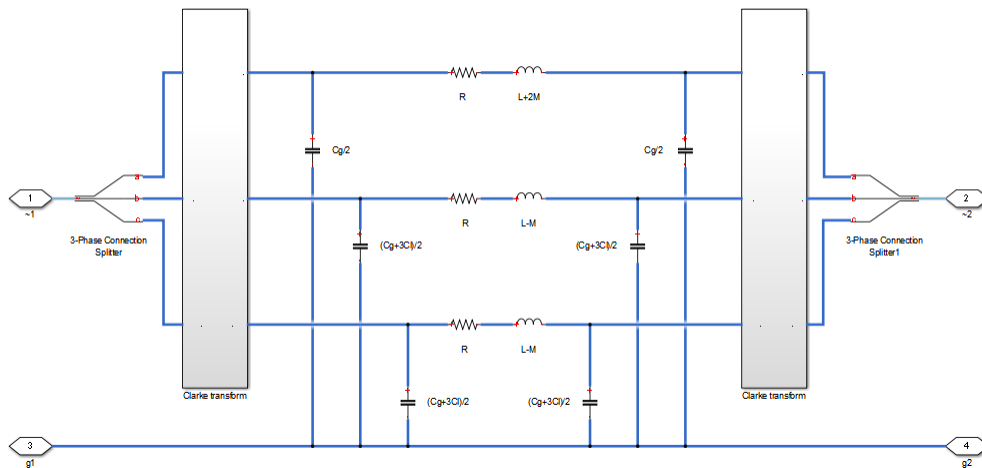 R
L+2M
Cg/2
Cg/2
1
~1
a
b
c
3-Phase Connection
Splitter
R
L-M
(Cg+3Cl)/2
(Cg+3Cl)/2
a
b
c
3-Phase Connection
Splitter1
2
~2
R
L-M
(Cg+3Cl)/2
(Cg+3Cl)/2
Clarke transform
Clarke transform
3
g1
4
g2